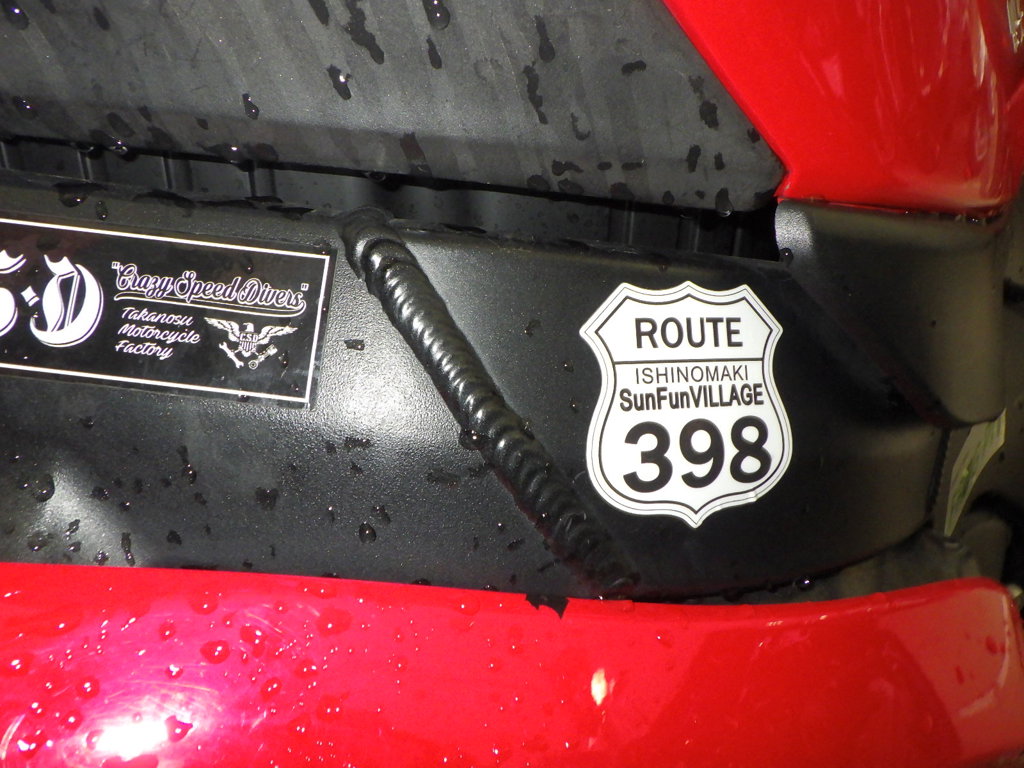 "Crazy Speed Divers"
Takanosu
Motorcycle
Factory
C.S.D
ROUTE
ISHINOMAKI
SunFunVILLAGE
398